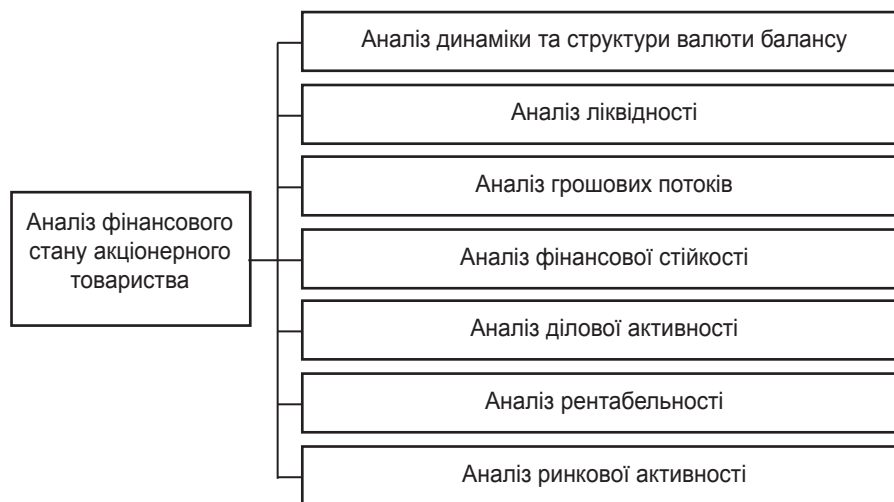 Аналіз динаміки та структури валюти балансу
Аналіз ліквідності
Аналіз грошових потоків
Аналіз фінансового
стану акціонерного
товариства
Аналіз фінансової стійкості
Аналіз ділової активності
Аналіз рентабельності
Аналіз ринкової активності